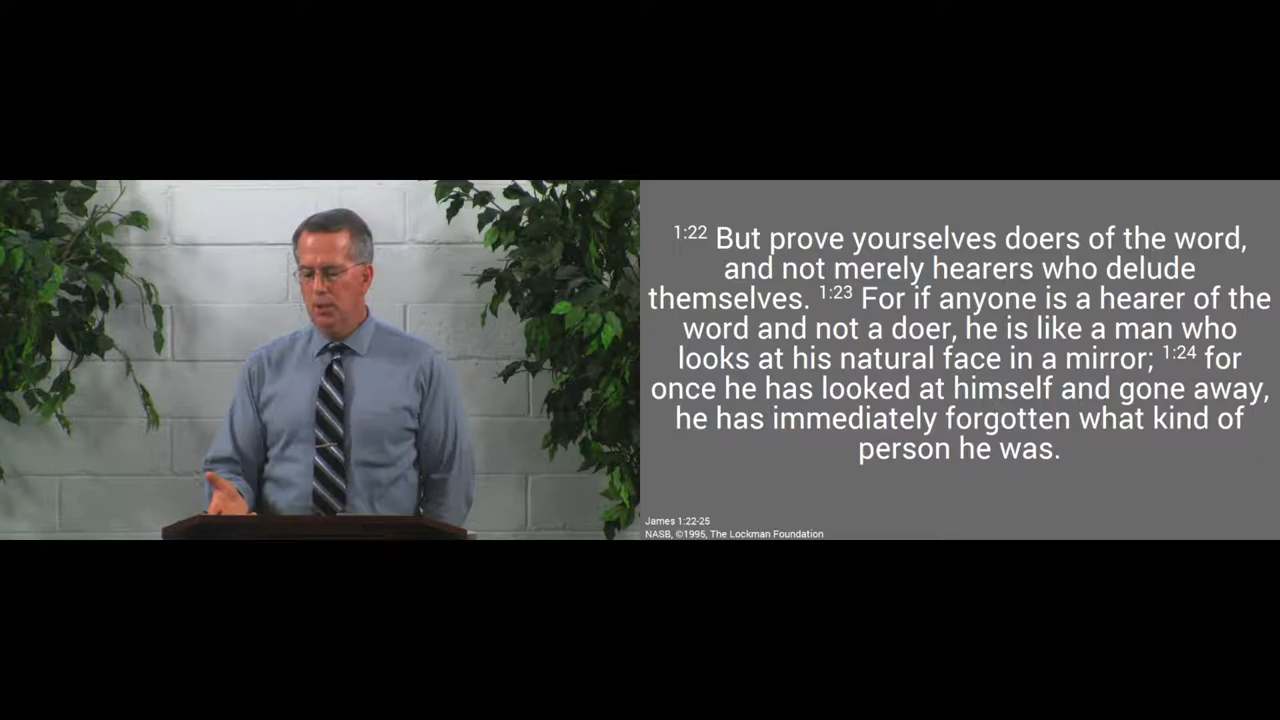 1:22 But prove yourselves doers of the word,
and not merely hearers who delude
themselves. 1:23 For if anyone is a hearer of the
word and not a doer, he is like a man who
looks at his natural face in a mirror; 1:24 for
once he has looked at himself and gone away,
he has immediately forgotten what kind of
person he was.
James 1:22-25
NASB, ©1995, The Lockman Foundation